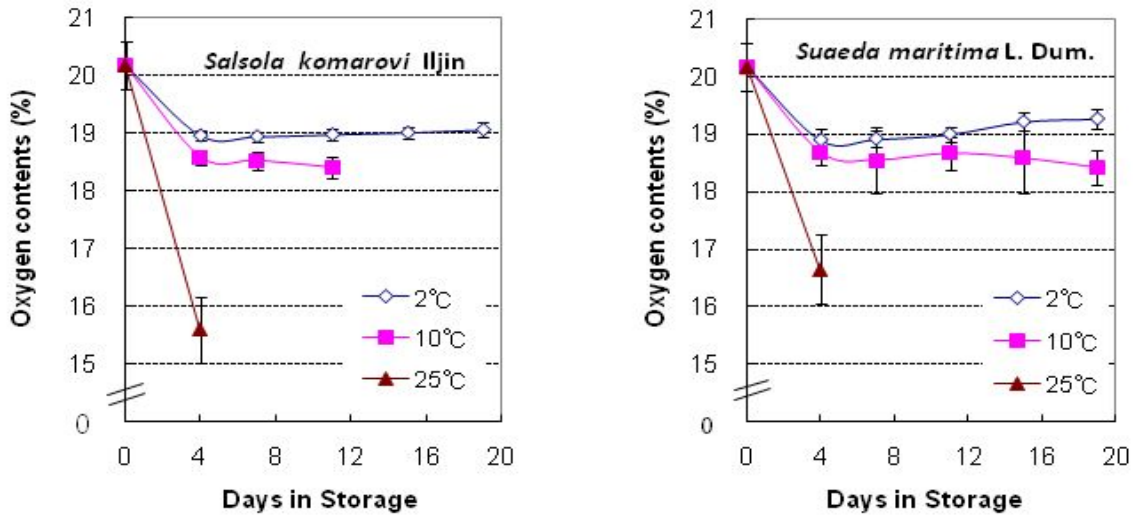 Salsola komarovi Iljin
Oxygen contents (%)
21
20
19
18
17
16
15
0
2℃
10℃
25℃
0 4 8 12 16 20
Days in Storage
Suaeda maritima L. Dum.
Oxygen contents (%)
21
20
19
18
17
16
15
0
2℃
10℃
25℃
0 4 8 12 16 20
Days in Storage